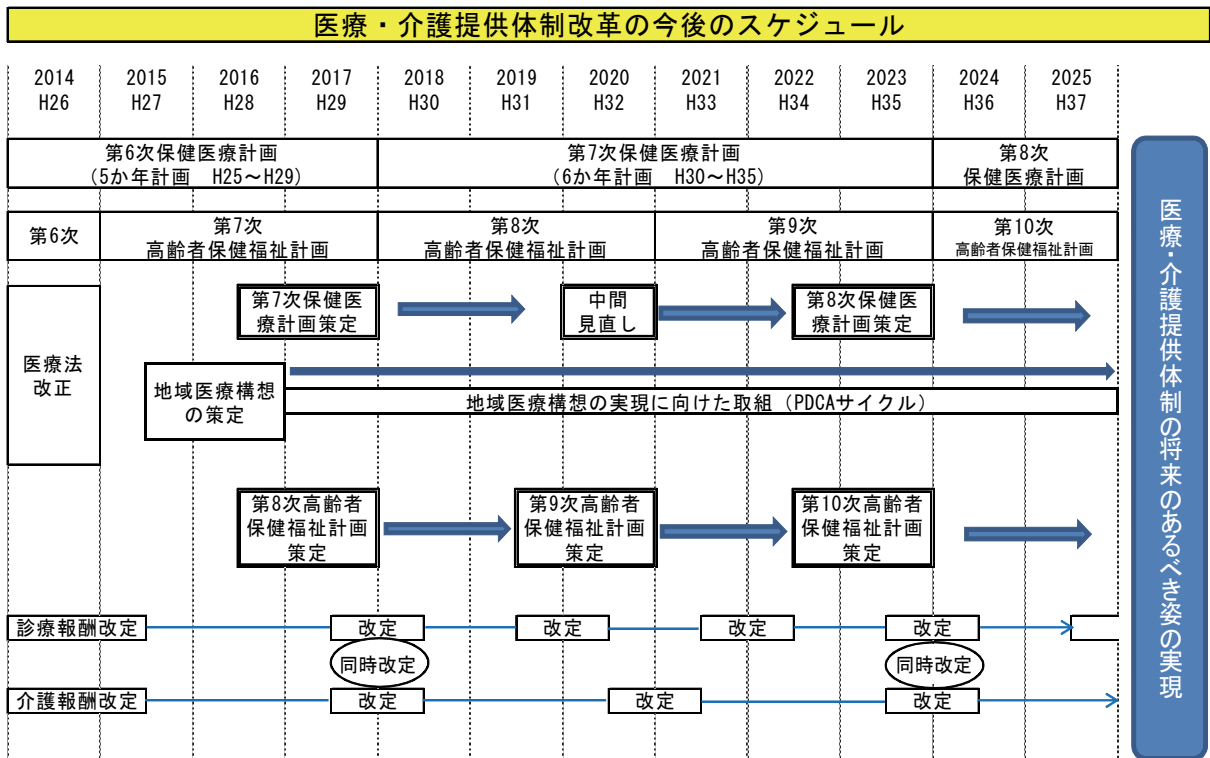 医療・介護提供体制改革の今後のスケジュール
2014 2015 2016 2017 2018 2019 2020 2021 2022 2023 2024 2025
H26 H27 H28 H29 H30 H31 H32 H33 H34 H35 H36 H37
第6次保健医療計画
(5か年計画 H25～H29)
第7次保健医療計画
(6か年計画 H30～H35)
第8次
保健医療計画
第6次
第7次
高齢者保健福祉計画
第8次
高齢者保健福祉計画
第9次
高齢者保健福祉計画
第10次
高齢者保健福祉計画
医療法
改正
第7次保健医
療計画策定
中間
見直し
第8次保健医
療計画策定
地域医療構想
の策定
地域医療構想の実現に向けた取組（PDCAサイクル）
第8次高齢者
保健福祉計画
策定
第9次高齢者
保健福祉計画
策定
第10次高齢者
保健福祉計画
策定
診療報酬改定 改定 改定 改定 改定
同時改定 同時改定
介護報酬改定 改定 改定 改定
医療・介護提供体制の将来のあるべき姿の実現